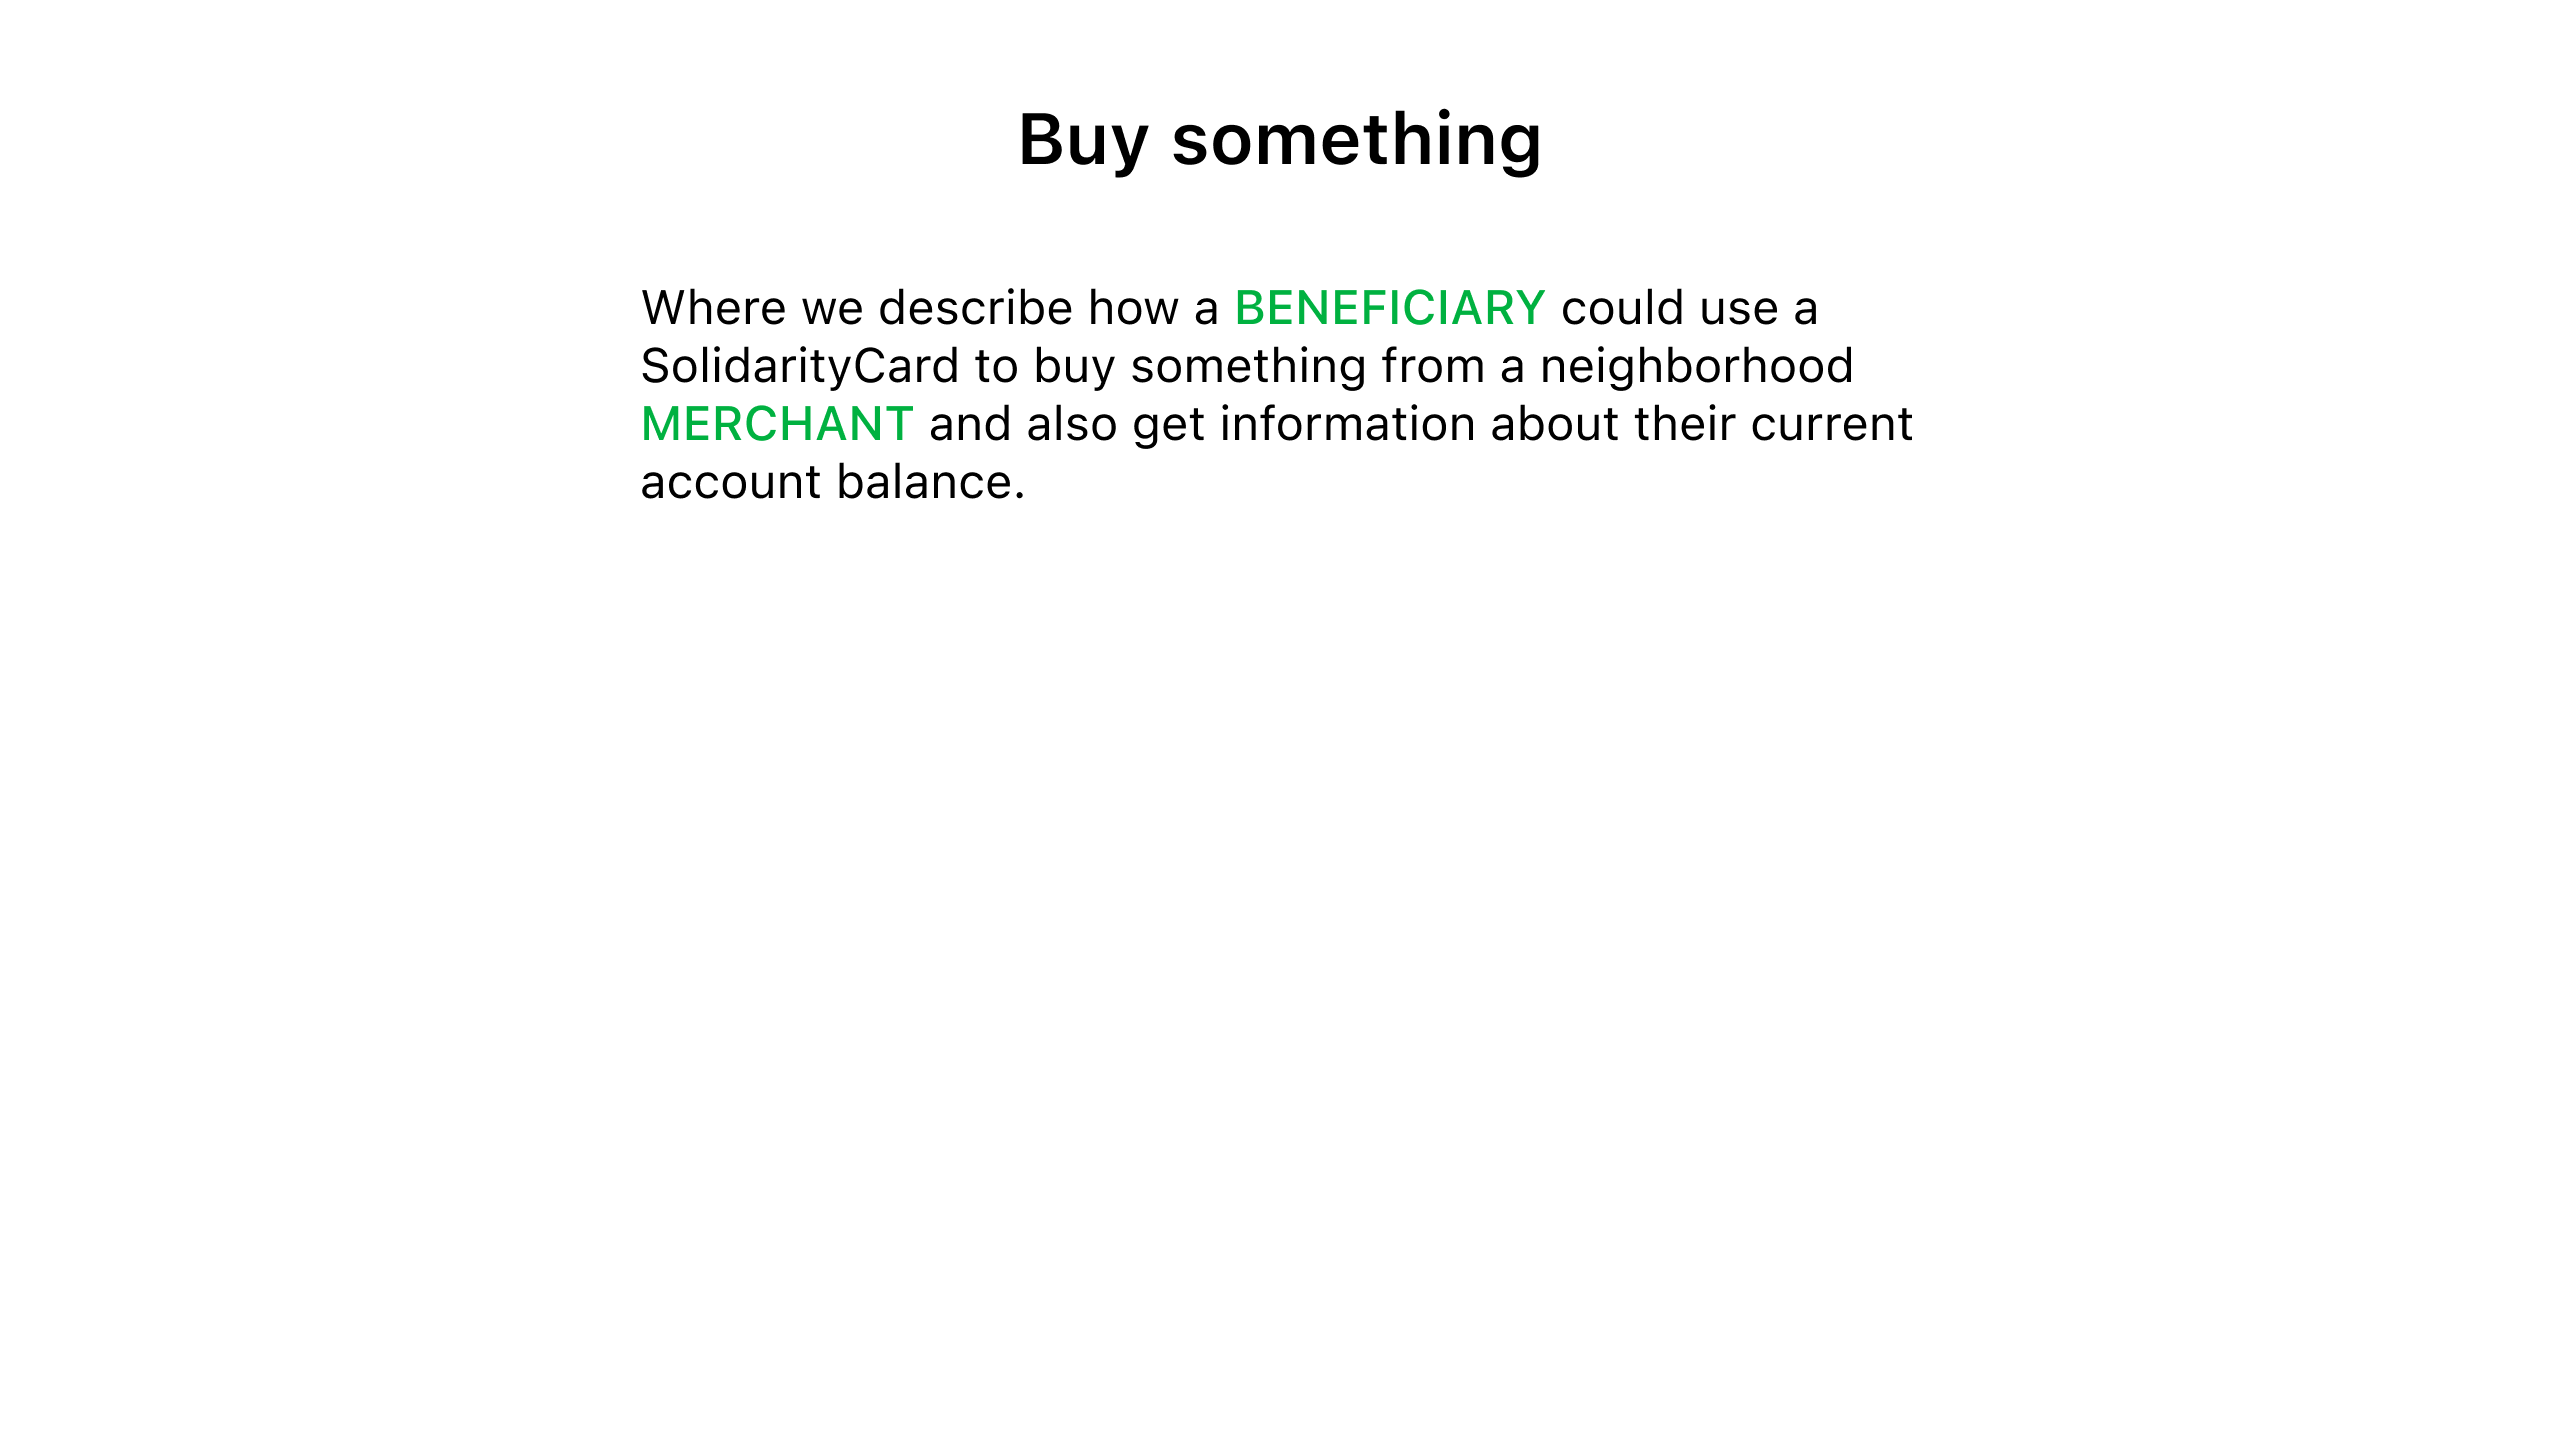 Buy something
Where we describe how a BENEFICIARY could use a
SolidarityCard to buy something from a neighborhood
MERCHANT and also get information about their current
account balance.